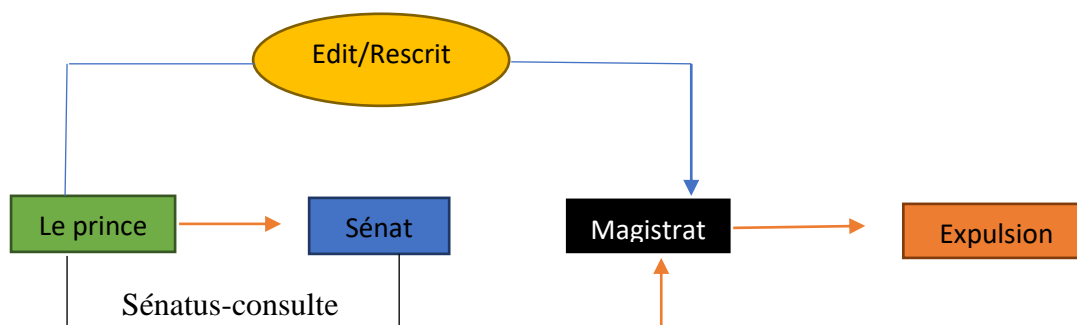 Edit/Rescrit
Le prince
Sénat
Magistrat
Expulsion
Sénatus-consulte